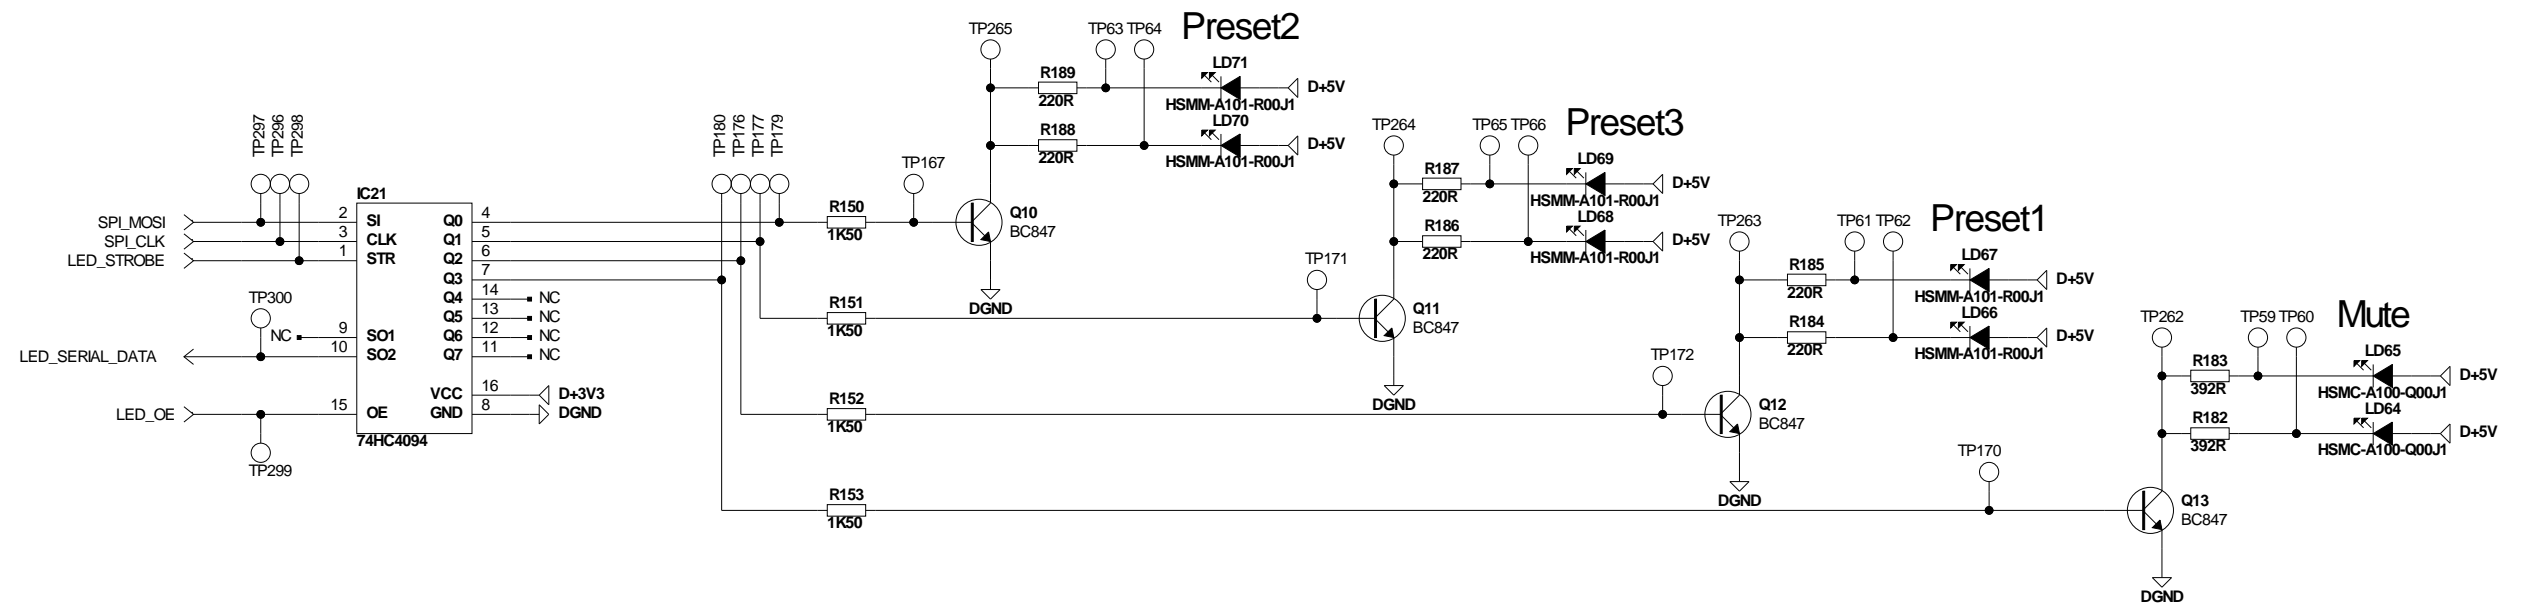 Preset2
TP265
TP63 TP64
LD71
R189
D+5V
220R
HSMM-A101-R00J1
LD70
R188
D+5V
220R
HSMM-A101-R00J1
Preset3
TP264
TP65 TP66
LD69
R187
D+5V
220R
HSMM-A101-R00J1
LD68
R186
D+5V
220R
HSMM-A101-R00J1
Preset1
TP263
TP61 TP62
LD67
R185
D+5V
220R
HSMM-A101-R00J1
LD66
R184
D+5V
220R
HSMM-A101-R00J1
Mute
TP262
TP59 TP60
LD65
R183
D+5V
392R
HSMC-A100-Q00J1
LD64
R182
D+5V
392R
HSMC-A100-Q00J1
TP297
TP296
TP298
TP180
TP176
TP177
TP179
IC21
SPI_MOSI 2 SI Q0 4
SPI_CLK 3 CLK Q1 5
LED_STROBE 1 STR Q2 6
Q3 7
TP300
Q4 14 NC
Q5 13 NC
NC 9 SO1 Q6 12 NC
LED_SERIAL_DATA 10 SO2 Q7 11 NC
VCC 16 D+3V3
LED_OE 15 OE GND 8 DGND
74HC4094
TP299
R150
1K50
TP167
Q10
BC847
DGND
R151
1K50
TP171
Q11
BC847
DGND
R152
1K50
TP172
Q12
BC847
DGND
R153
1K50
TP170
Q13
BC847
DGND